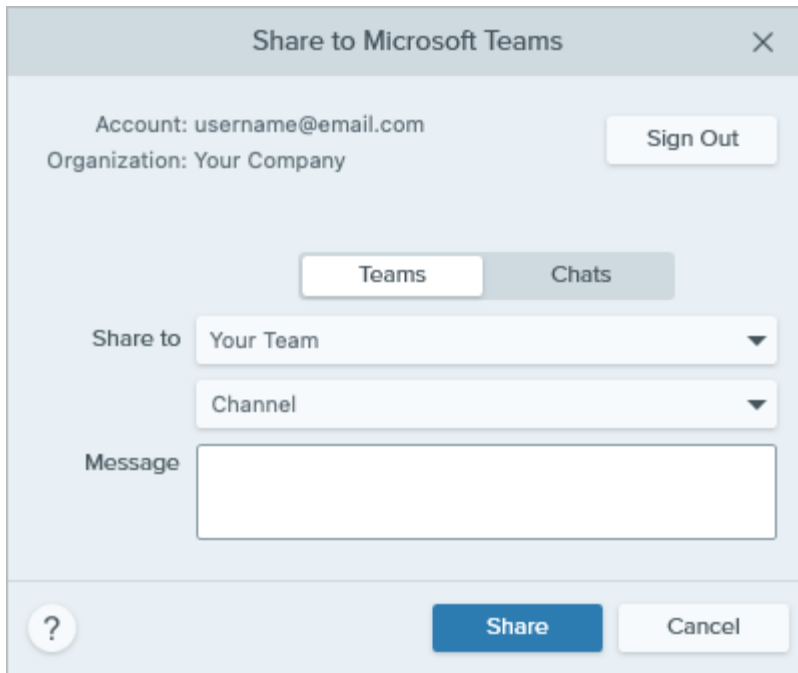 Share to Microsoft Teams
Account: username@email.com
Sign Out
Organization: Your Company
Teams Chats
Share to Your Team
Channel
Message
? Share Cancel